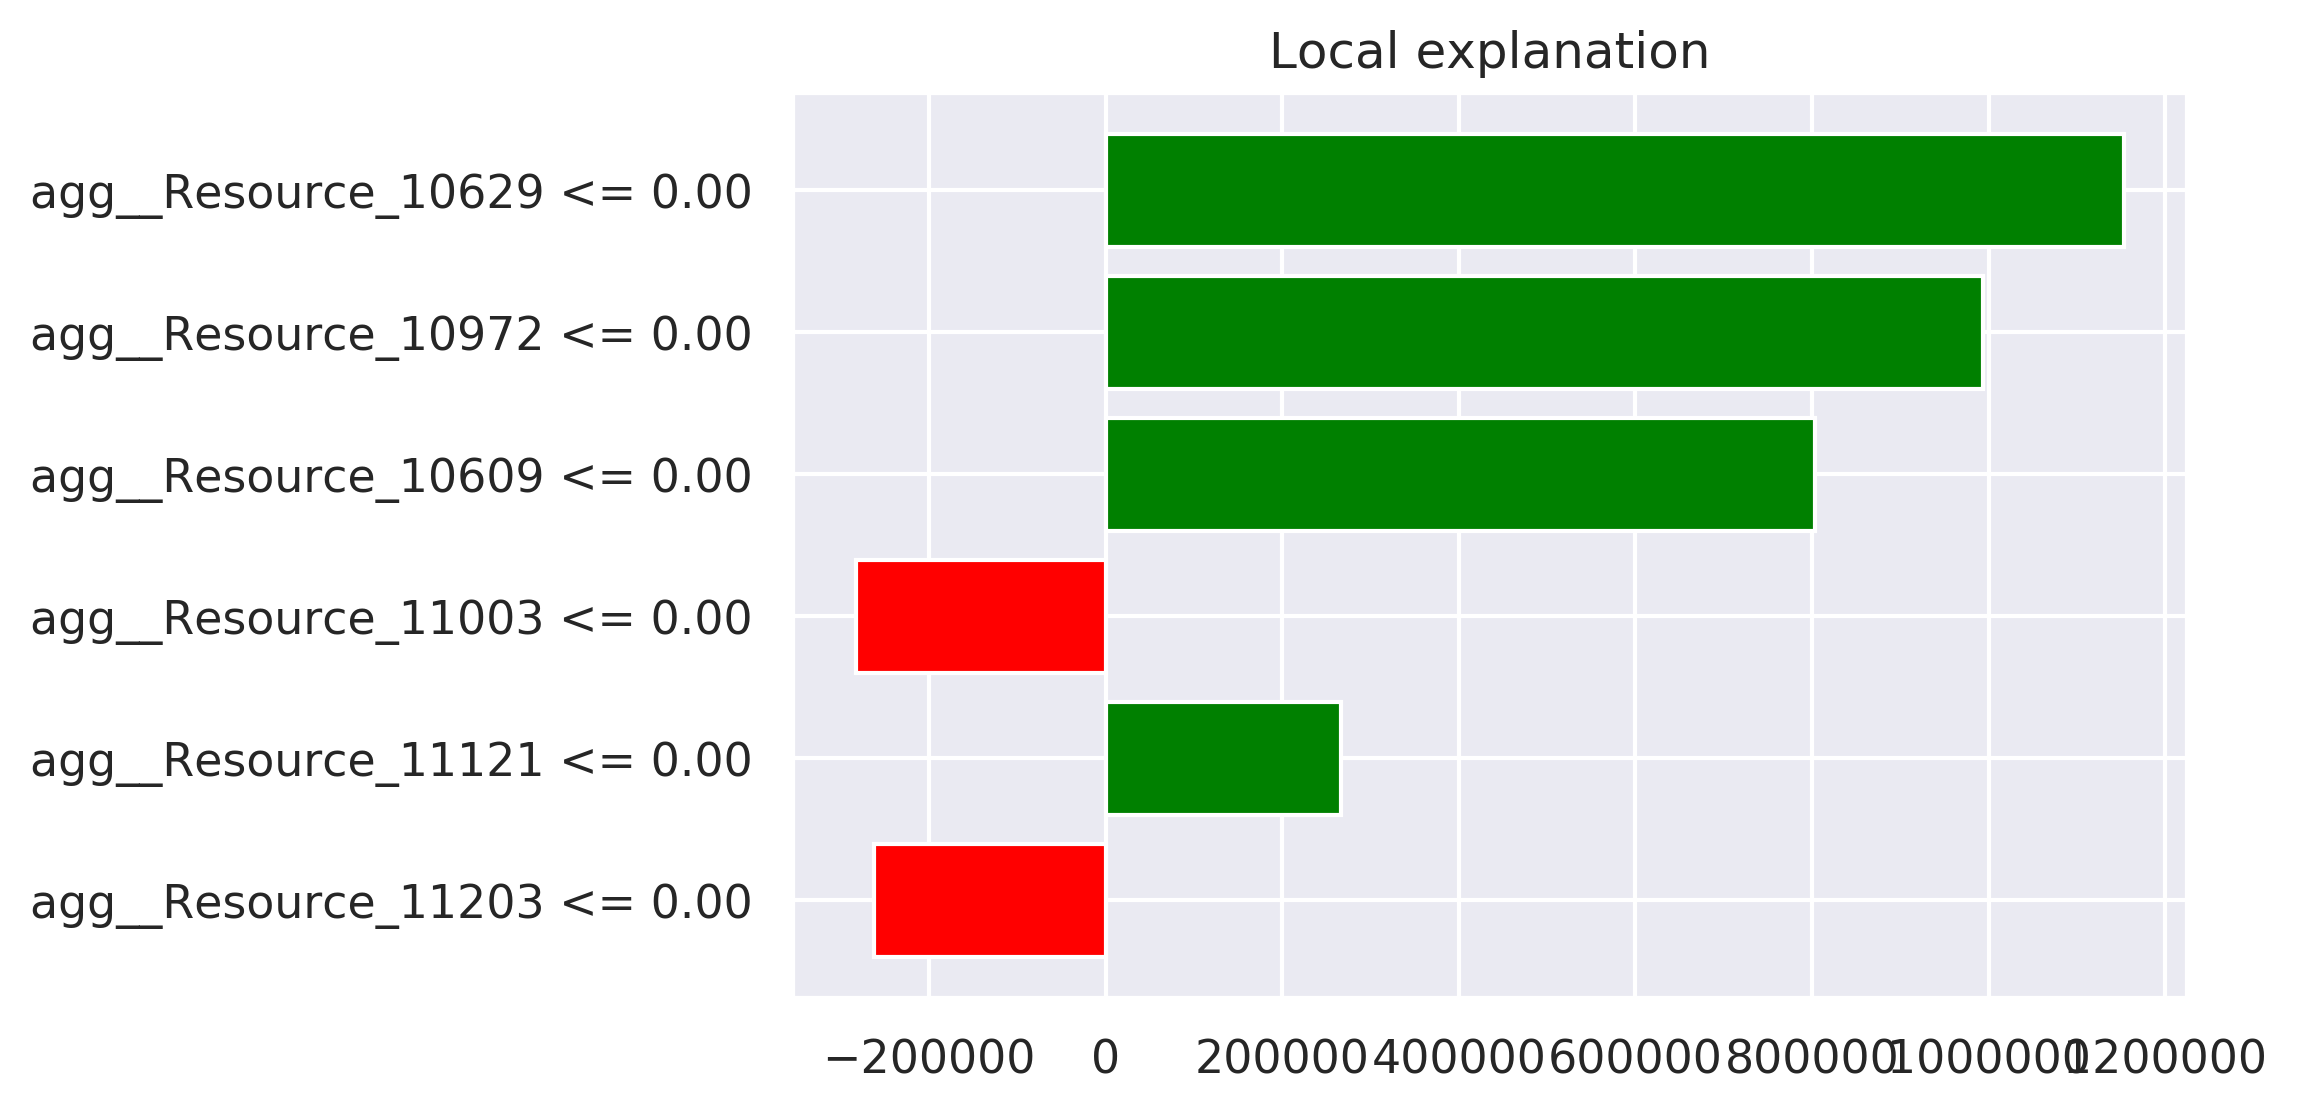 Local explanation
agg__Resource_10629 <= 0.00
agg__Resource_10972 <= 0.00
agg__Resource_10609 <= 0.00
agg__Resource_11003 <= 0.00
agg__Resource_11121 <= 0.00
agg__Resource_11203 <= 0.00
−200000 0 200000 400000 600000 800000 1000000 1200000